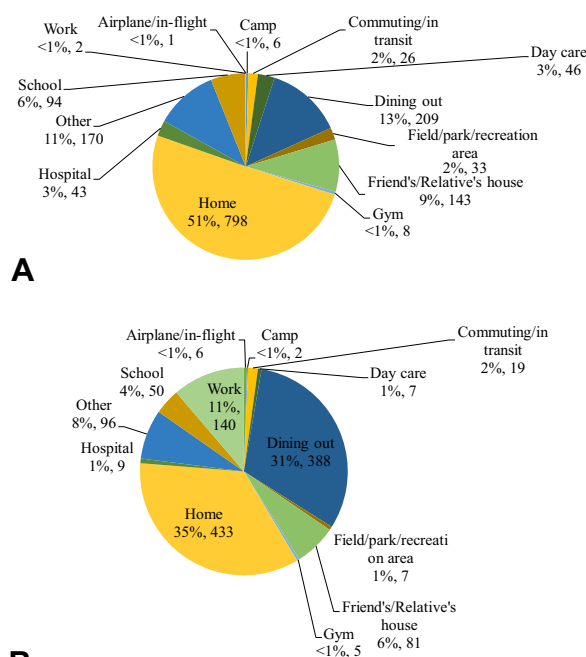 Airplane/in-flight
<1%, 1
Camp
<1%, 6
Commuting/in
transit
2%, 26
Work
<1%, 2
Day care
3%, 46
School
6%, 94
Dining out
13%, 209
Other
11%, 170
Field/park/recreation
area
2%, 33
Hospital
3%, 43
Friend's/Relative's house
9%, 143
Home
51%, 798
Gym
<1%, 8
A
Airplane/in-flight
<1%, 6
Camp
<1%, 2
Commuting/in
transit
2%, 19
School
4%, 50
Work
11%,
140
Day care
1%, 7
Other
8%, 96
Dining out
31%, 388
Hospital
1%, 9
Home
35%, 433
Field/park/recreati
on area
1%, 7
Friend's/Relative's
house
6%, 81
Gym
<1%, 5
B